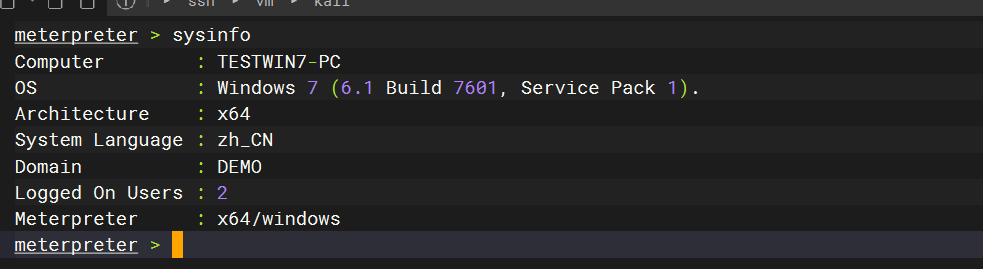 ssh vm kali
meterpreter > sysinfo
Computer : TESTWIN7-PC
OS : Windows 7 (6.1 Build 7601, Service Pack 1).
Architecture : x64
System Language : zh_CN
Domain : DEMO
Logged On Users : 2
Meterpreter : x64/windows
meterpreter >